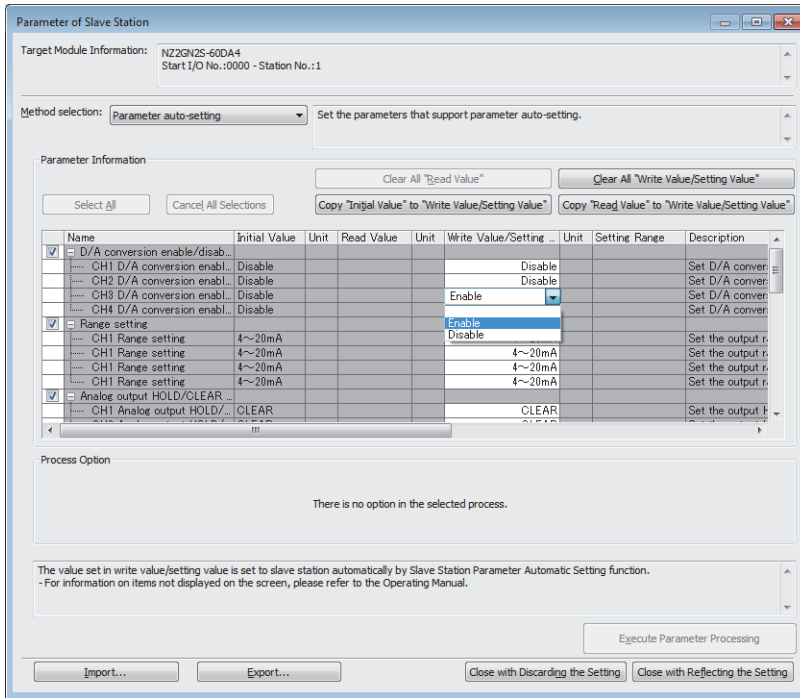 Parameter of Slave Station
Target Module Information: NZ2GN2S-60DA4
Start I/O No.:0000 - Station No.:1
Method selection: Parameter auto-setting Set the parameters that support parameter auto-setting.
Parameter Information
Clear All "Read Value" Clear All "Write Value/Setting Value"
Select All Cancel All Selections Copy "Initial Value" to "Write Value/Setting Value" Copy "Read Value" to "Write Value/Setting Value"
Name Initial Value Unit Read Value Unit Write Value/Setting ... Unit Setting Range Description
D/A conversion enable/disab...
CH1 D/A conversion enabl... Disable Disable Set D/A conver
CH2 D/A conversion enabl... Disable Disable Set D/A conver
CH3 D/A conversion enabl... Disable Enable Set D/A conver
CH4 D/A conversion enabl... Disable Set D/A conver
Range setting Enable
CH1 Range setting 4～20mA Disable Set the output r
CH1 Range setting 4～20mA 4～20mA Set the output r
CH1 Range setting 4～20mA 4～20mA Set the output r
CH1 Range setting 4～20mA 4～20mA Set the output r
Analog output HOLD/CLEAR ...
CH1 Analog output HOLD/... CLEAR CLEAR Set the output H
Process Option
There is no option in the selected process.
The value set in write value/setting value is set to slave station automatically by Slave Station Parameter Automatic Setting function.
- For information on items not displayed on the screen, please refer to the Operating Manual.
Execute Parameter Processing
Import... Export... Close with Discarding the Setting Close with Reflecting the Setting